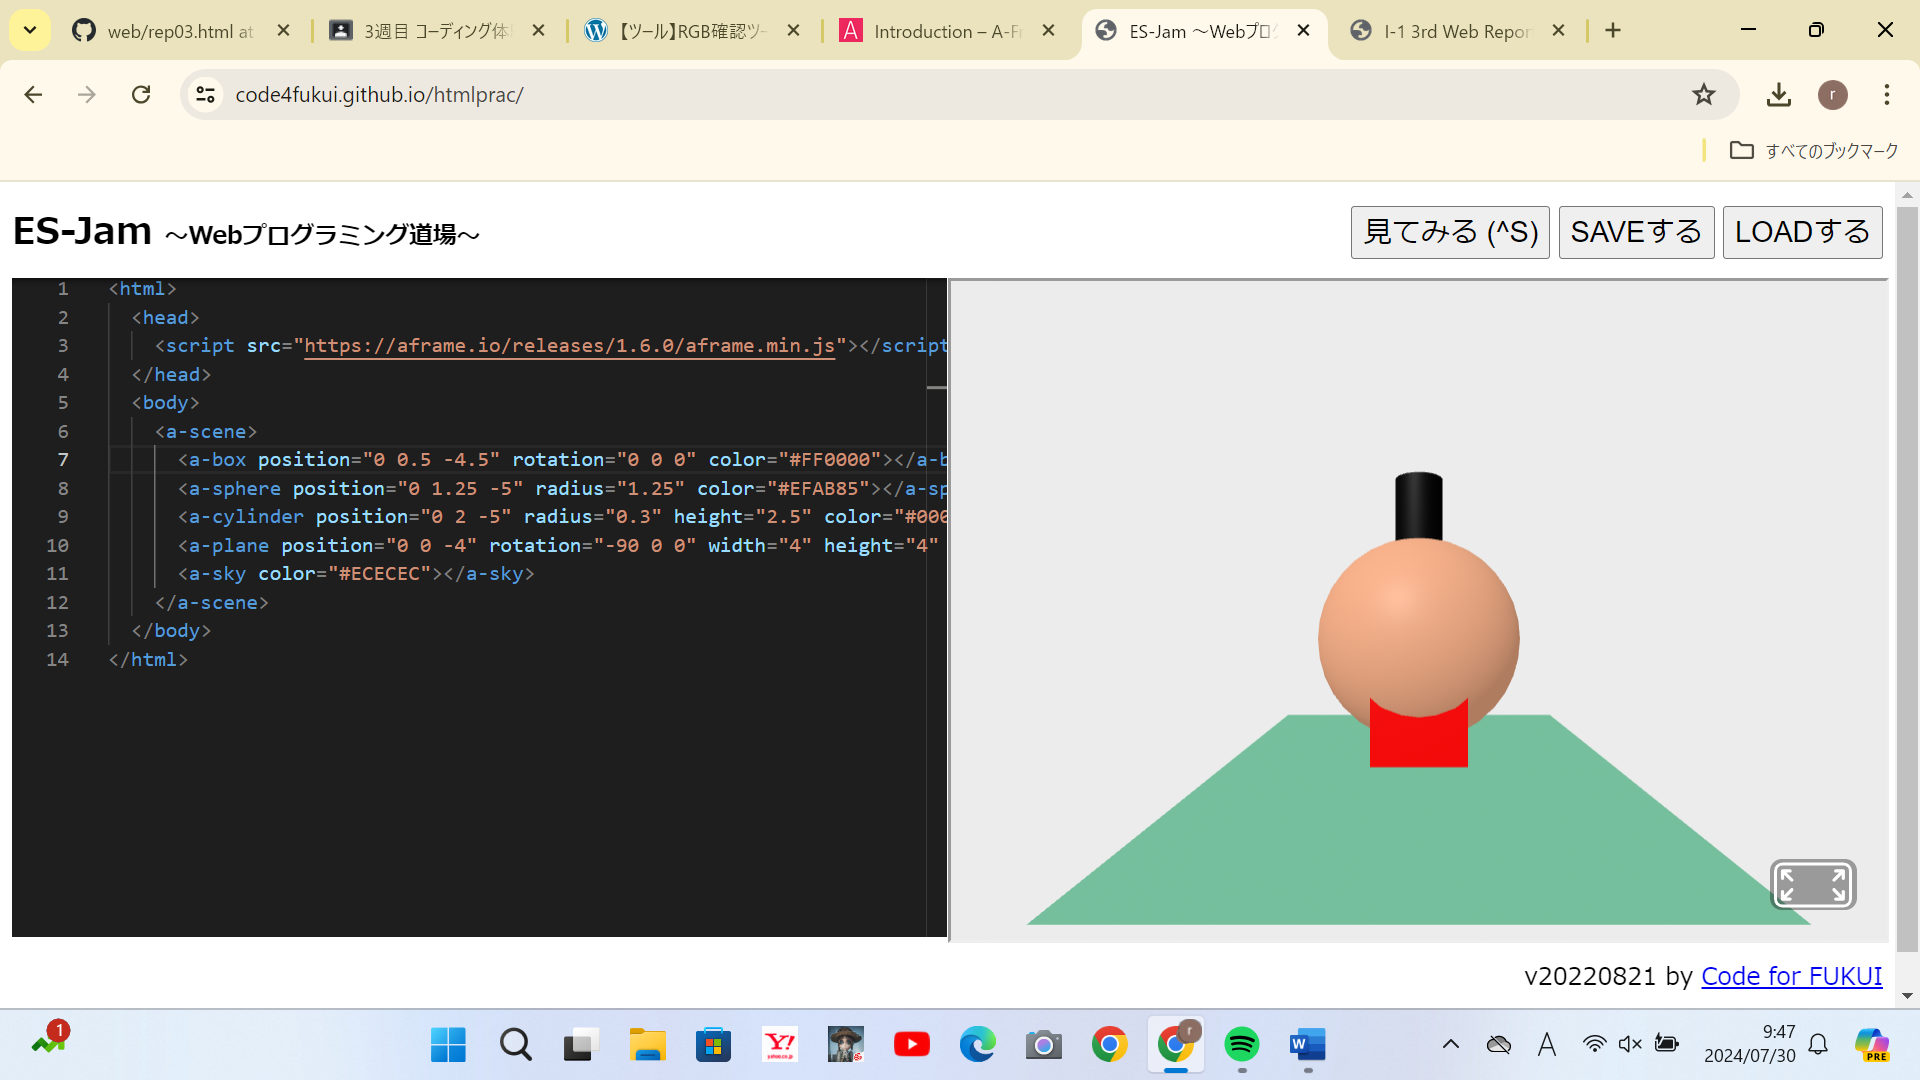 web/rep03.html at
3週目 コーディング体
【ツール】RGB確認ツー
Introduction – A-Fr
ES-Jam 〜Webプログ
I-1 3rd Web Repor
code4fukui.github.io/htmlprac/
r
すべてのブックマーク
ES-Jam 〜Webプログラミング道場〜
見てみる (^S)
SAVEする
LOADする
1 <html>
2 <head>
3 <script src="https://aframe.io/releases/1.6.0/aframe.min.js"></script
4 </head>
5 <body>
6 <a-scene>
7 <a-box position="0 0.5 -4.5" rotation="0 0 0" color="#FF0000"></a-b
8 <a-sphere position="0 1.25 -5" radius="1.25" color="#EFAB85"></a-sp
9 <a-cylinder position="0 2 -5" radius="0.3" height="2.5" color="#000
10 <a-plane position="0 0 -4" rotation="-90 0 0" width="4" height="4"
11 <a-sky color="#ECECEC"></a-sky>
12 </a-scene>
13 </body>
14 </html>
v20220821 by Code for FUKUI
1
Y!
yahoo.co.jp
r
W
A
9:47
2024/07/30
PRE